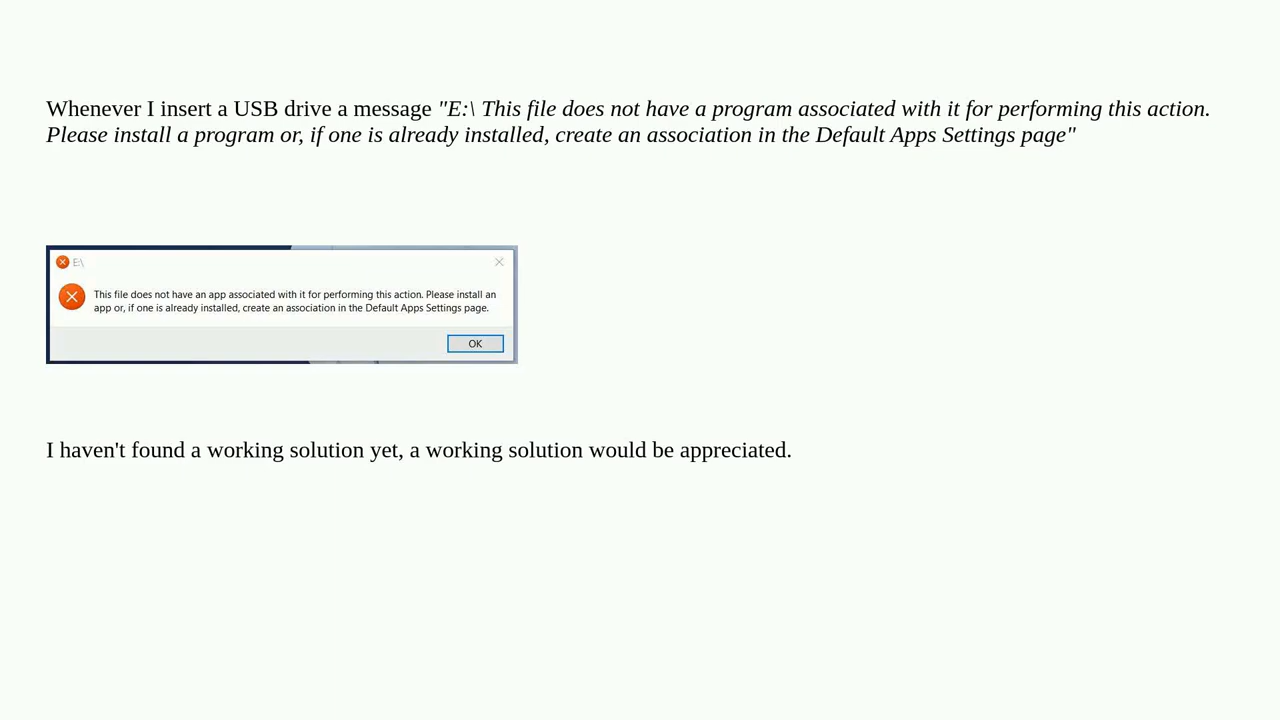 Whenever I insert a USB drive a message "E:\ This file does not have a program associated with it for performing this action.
Please install a program or, if one is already installed, create an association in the Default Apps Settings page"
E:\
This file does not have an app associated with it for performing this action. Please install an
app or, if one is already installed, create an association in the Default Apps Settings page.
OK
I haven't found a working solution yet, a working solution would be appreciated.